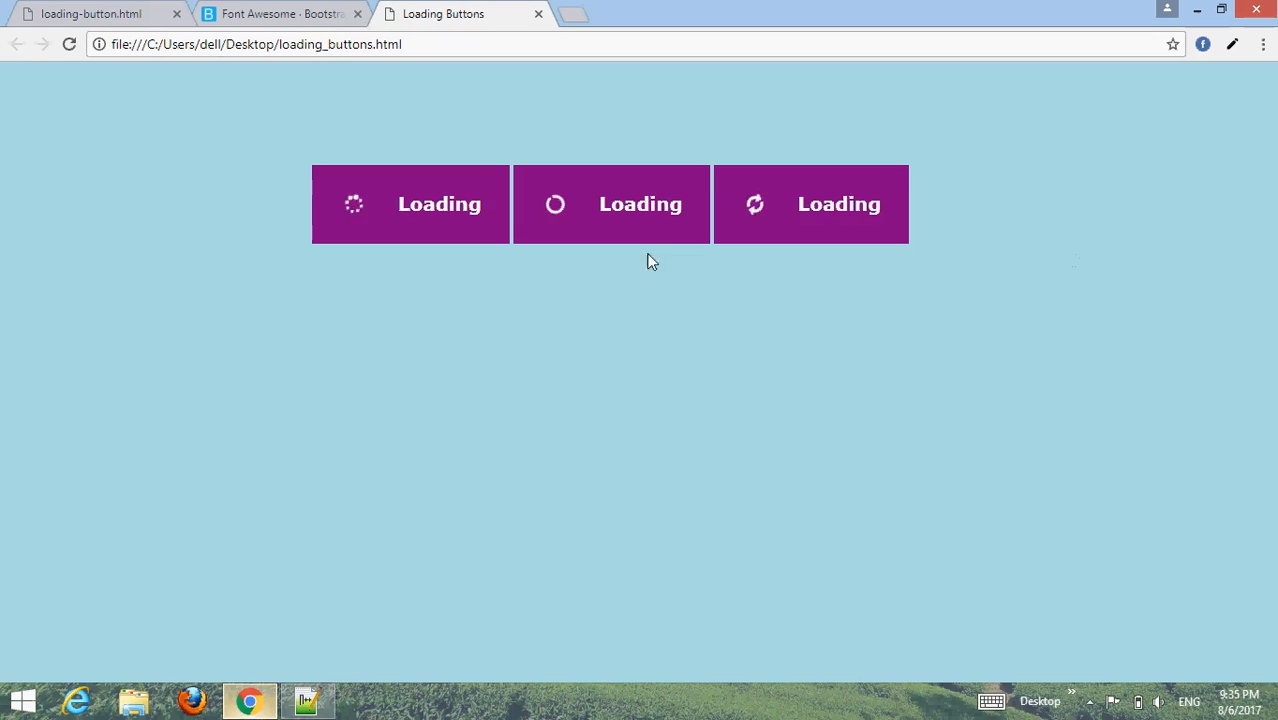 loading-button.html
Font Awesome · Bootstra
Loading Buttons
file:///C:/Users/dell/Desktop/loading_buttons.html
Loading Loading Loading
Desktop
ENG
9:35 PM
8/6/2017